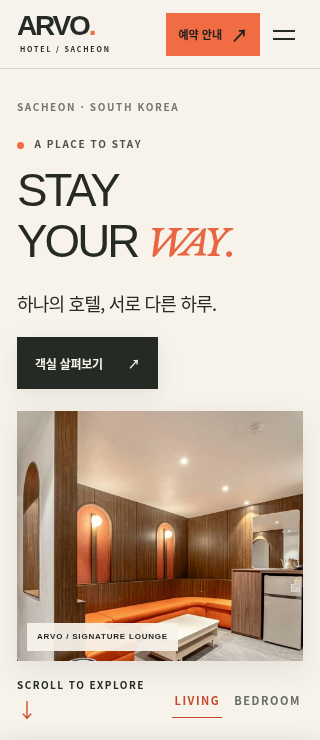 ARVO.
HOTEL / SACHEON
예약 안내 ↗
SACHEON · SOUTH KOREA
A PLACE TO STAY
STAY
YOUR WAY.
하나의 호텔, 서로 다른 하루.
객실 살펴보기 ↗
ARVO / SIGNATURE LOUNGE
SCROLL TO EXPLORE
↓
LIVING BEDROOM